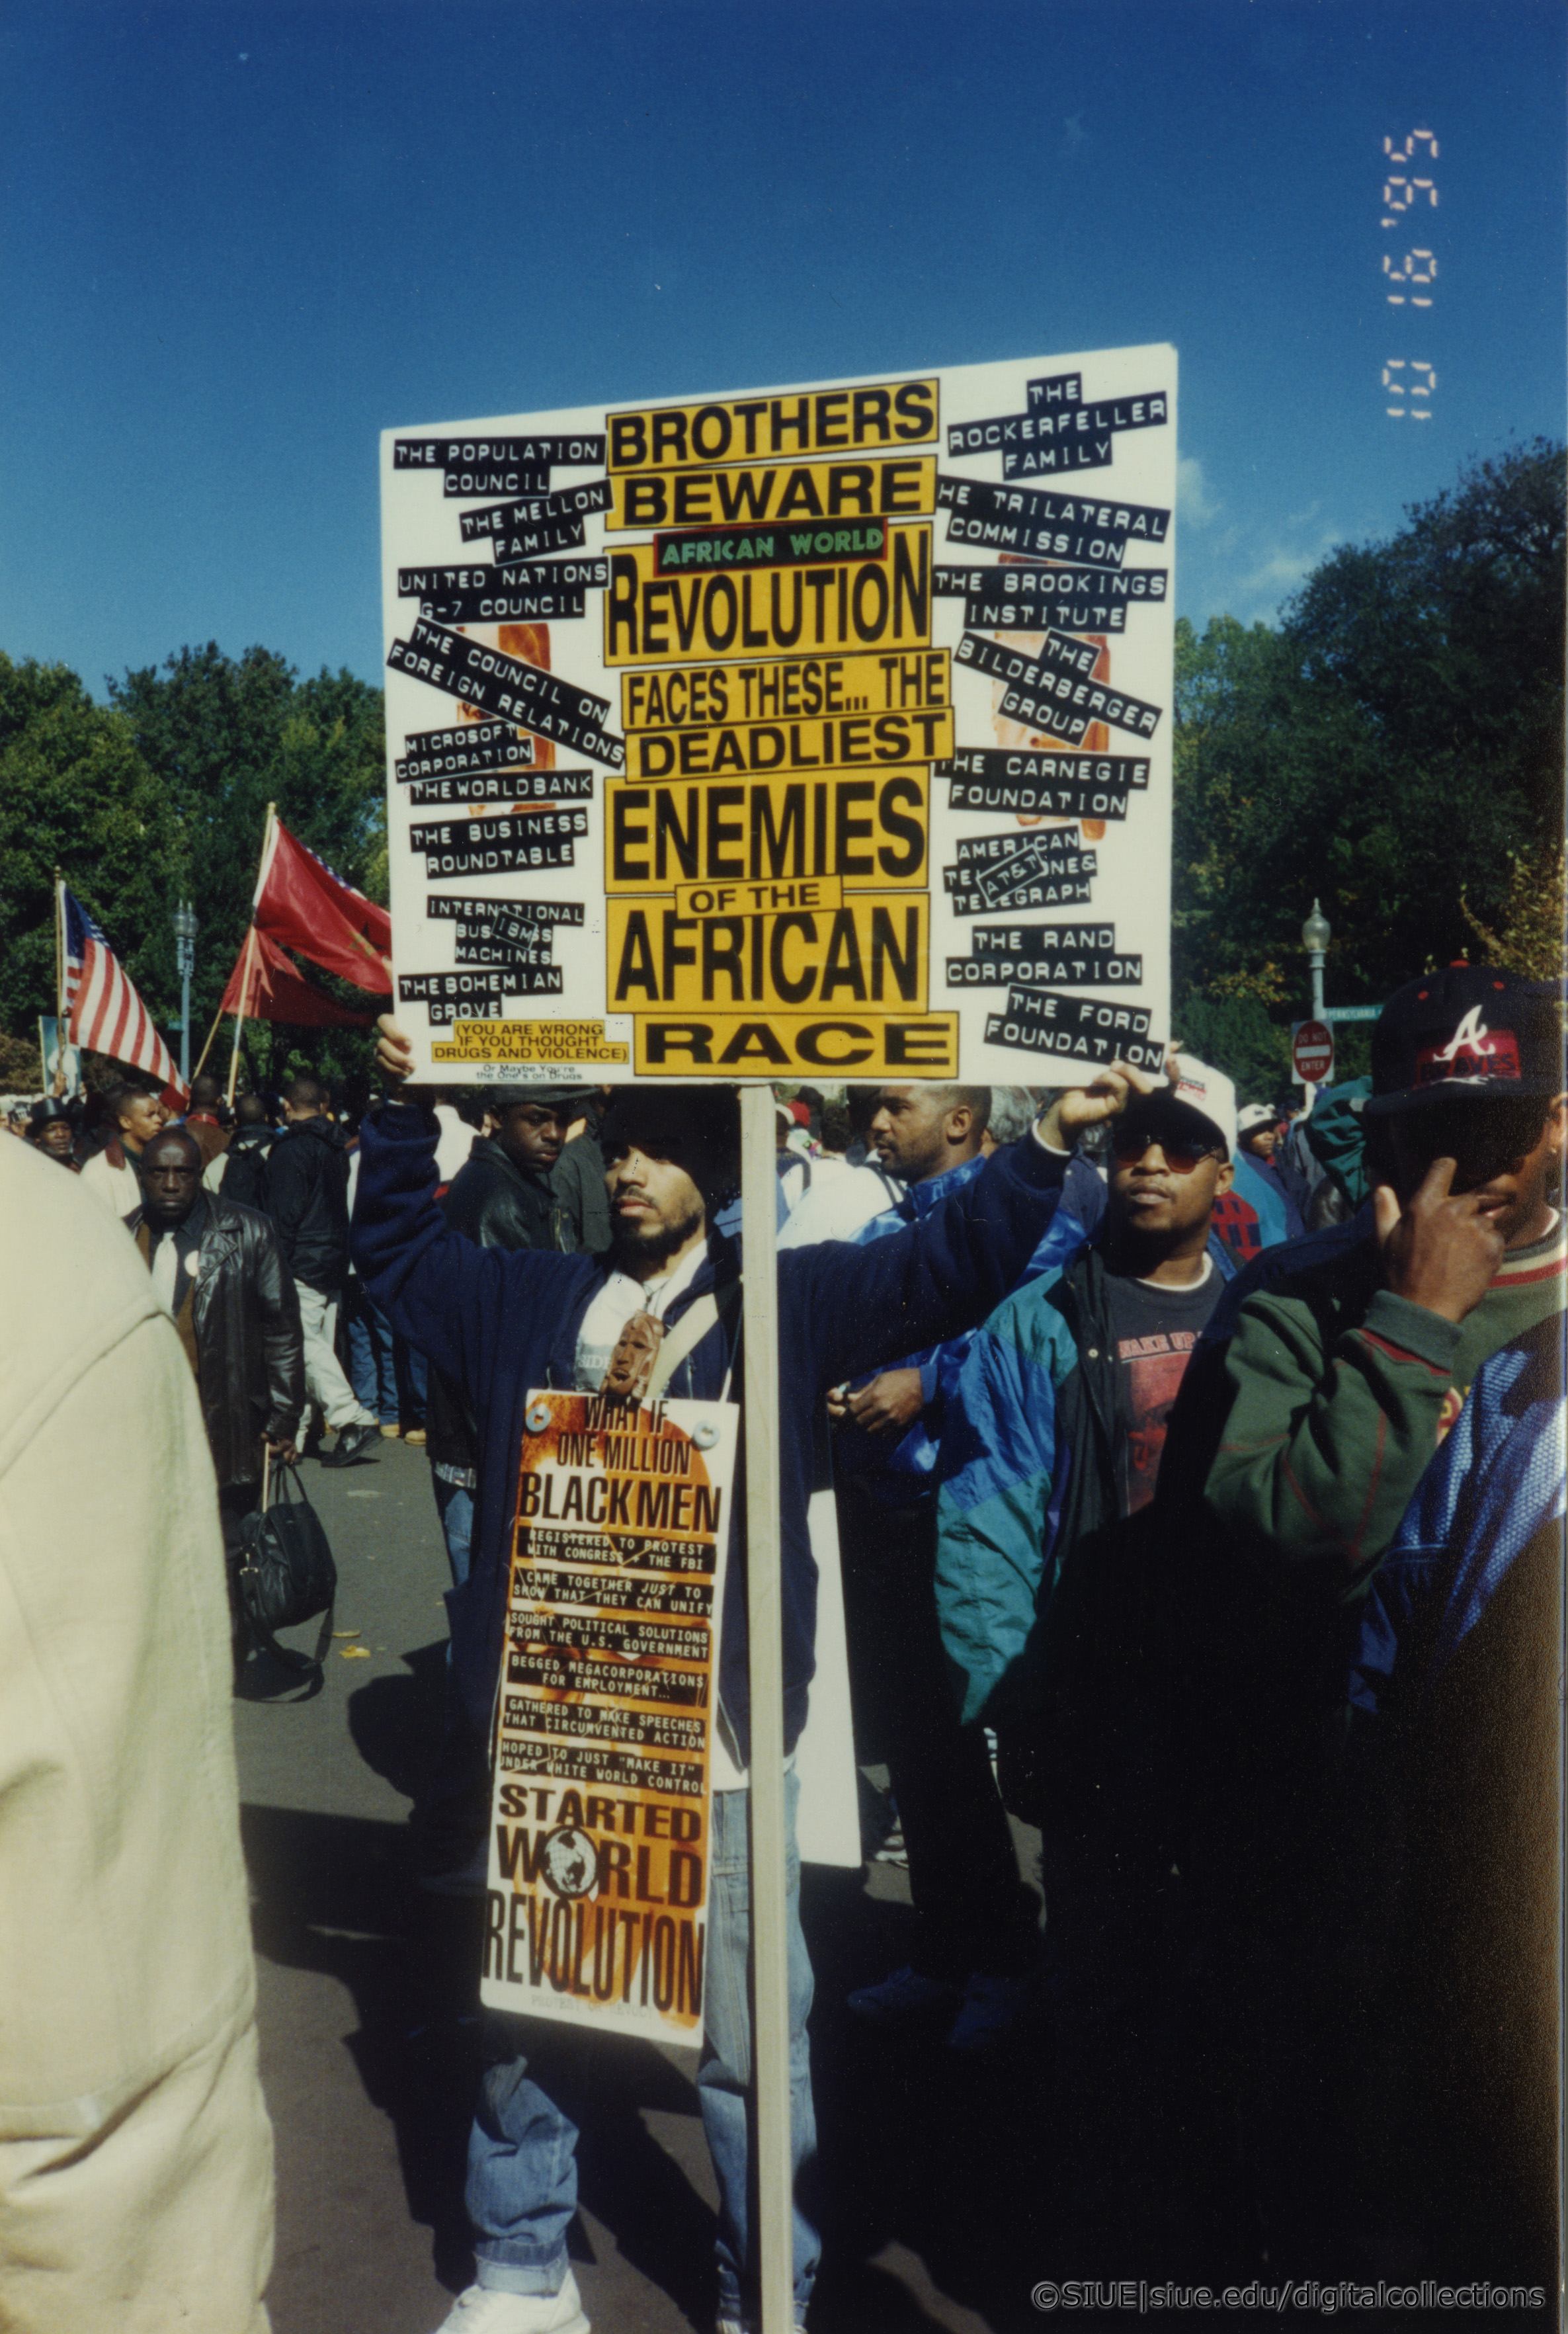 10 16 '95
BROTHERS
BEWARE
AFRICAN WORLD
REVOLUTION
FACES THESE... THE
DEADLIEST
ENEMIES
OF THE
AFRICAN
RACE
THE POPULATION
COUNCIL
THE MELLON
FAMILY
UNITED NATIONS
G-7 COUNCIL
THE COUNCIL ON
FOREIGN RELATIONS
MICROSOFT
CORPORATION
THE WORLD BANK
THE BUSINESS
ROUNDTABLE
INTERNATIONAL
IBM
MACHINES
THE BOHEMIAN
GROVE
(YOU ARE WRONG
IF YOU THOUGHT
DRUGS AND VIOLENCE)
Or Maybe You're
the One's on Drugs
THE
ROCKERFELLER
FAMILY
HE TRILATERAL
COMMISSION
THE BROOKINGS
INSTITUTE
THE
BILDERBERGER
GROUP
THE CARNEGIE
FOUNDATION
AMERICAN
AT&T
TELEGRAPH
THE RAND
CORPORATION
THE FORD
FOUNDATION
PENNSYLVANIA
DO NOT
ENTER
A
BRAVES
WAKE UP
WHAT IF
ONE MILLION
BLACK MEN
REGISTERED TO PROTEST
WITH CONGRESS + THE FBI
CAME TOGETHER JUST TO
SHOW THAT THEY CAN UNIFY
SOUGHT POLITICAL SOLUTIONS
FROM THE U.S. GOVERNMENT
BEGGED MEGACORPORATIONS
FOR EMPLOYMENT...
GATHERED TO MAKE SPEECHES
THAT CIRCUMVENTED ACTION
HOPED TO JUST "MAKE IT"
UNDER WHITE WORLD CONTROL
STARTED
WORLD
REVOLUTION
©SIUE|siue.edu/digitalcollections